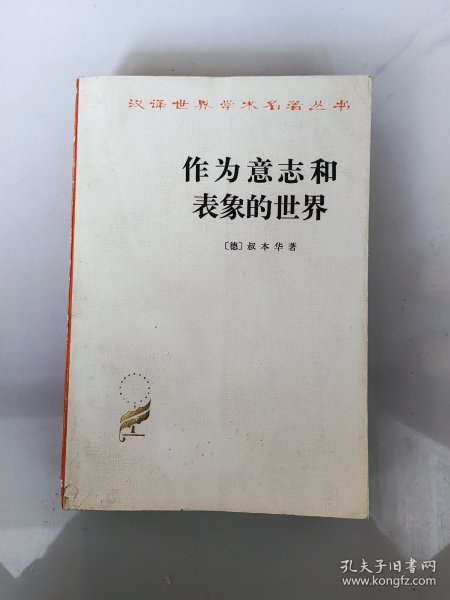 汉译世界学术名著丛书
作为意志和
表象的世界
〔德〕叔本华著
孔夫子旧书网
www.kongfz.com